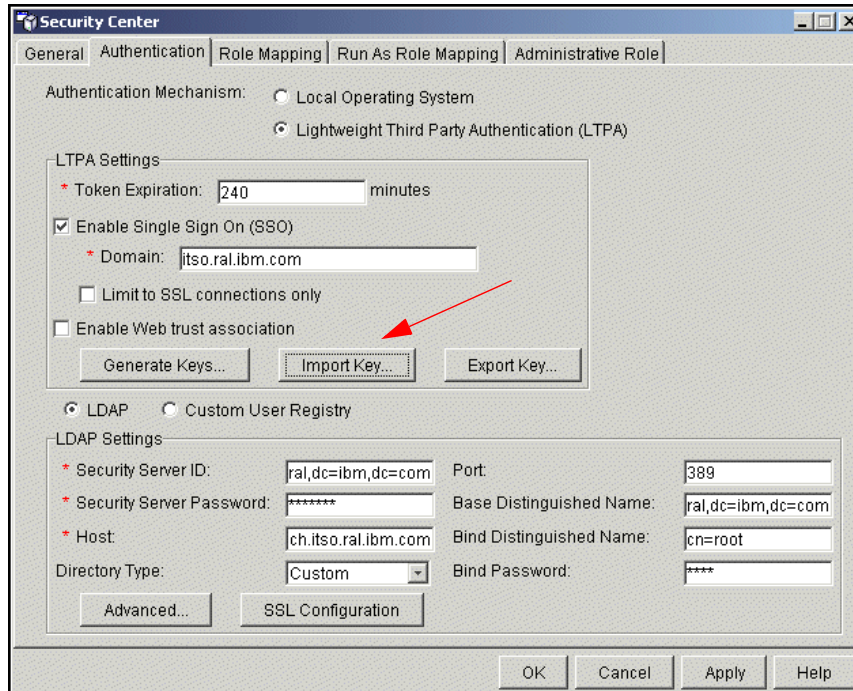 Security Center
General Authentication Role Mapping Run As Role Mapping Administrative Role
Authentication Mechanism: Local Operating System
Lightweight Third Party Authentication (LTPA)
LTPA Settings
* Token Expiration: 240 minutes
Enable Single Sign On (SSO)
* Domain: itso.ral.ibm.com
Limit to SSL connections only
Enable Web trust association
Generate Keys... Import Key... Export Key...
LDAP Custom User Registry
LDAP Settings
* Security Server ID: ral,dc=ibm,dc=com Port: 389
* Security Server Password: ******* Base Distinguished Name: ral,dc=ibm,dc=com
* Host: ch.itso.ral.ibm.com Bind Distinguished Name: cn=root
Directory Type: Custom Bind Password: ****
Advanced... SSL Configuration
OK Cancel Apply Help